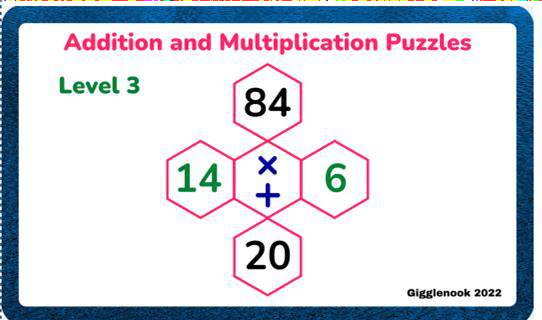 Addition and Multiplication Puzzles
Level 3
84
14 × 6
+
20
Gigglenook 2022